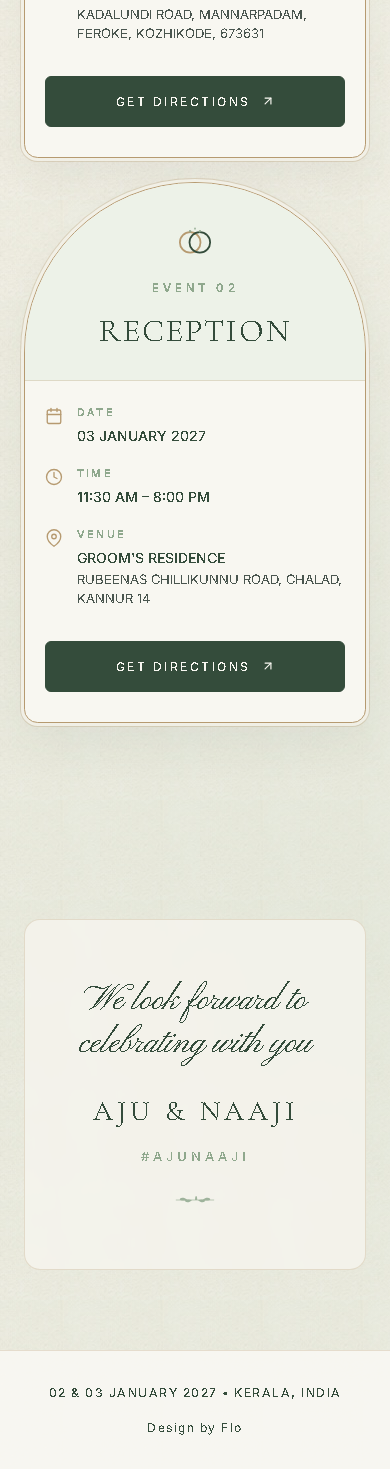 KADALUNDI ROAD, MANNARPADAM,
FEROKE, KOZHIKODE, 673631
GET DIRECTIONS
EVENT 02
RECEPTION
DATE
03 JANUARY 2027
TIME
11:30 AM – 8:00 PM
VENUE
GROOM'S RESIDENCE
RUBEENAS CHILLIKUNNU ROAD, CHALAD,
KANNUR 14
GET DIRECTIONS
We look forward to
celebrating with you
AJU & NAAJI
#AJUNAAJI
02 & 03 JANUARY 2027 • KERALA, INDIA
Design by Flo